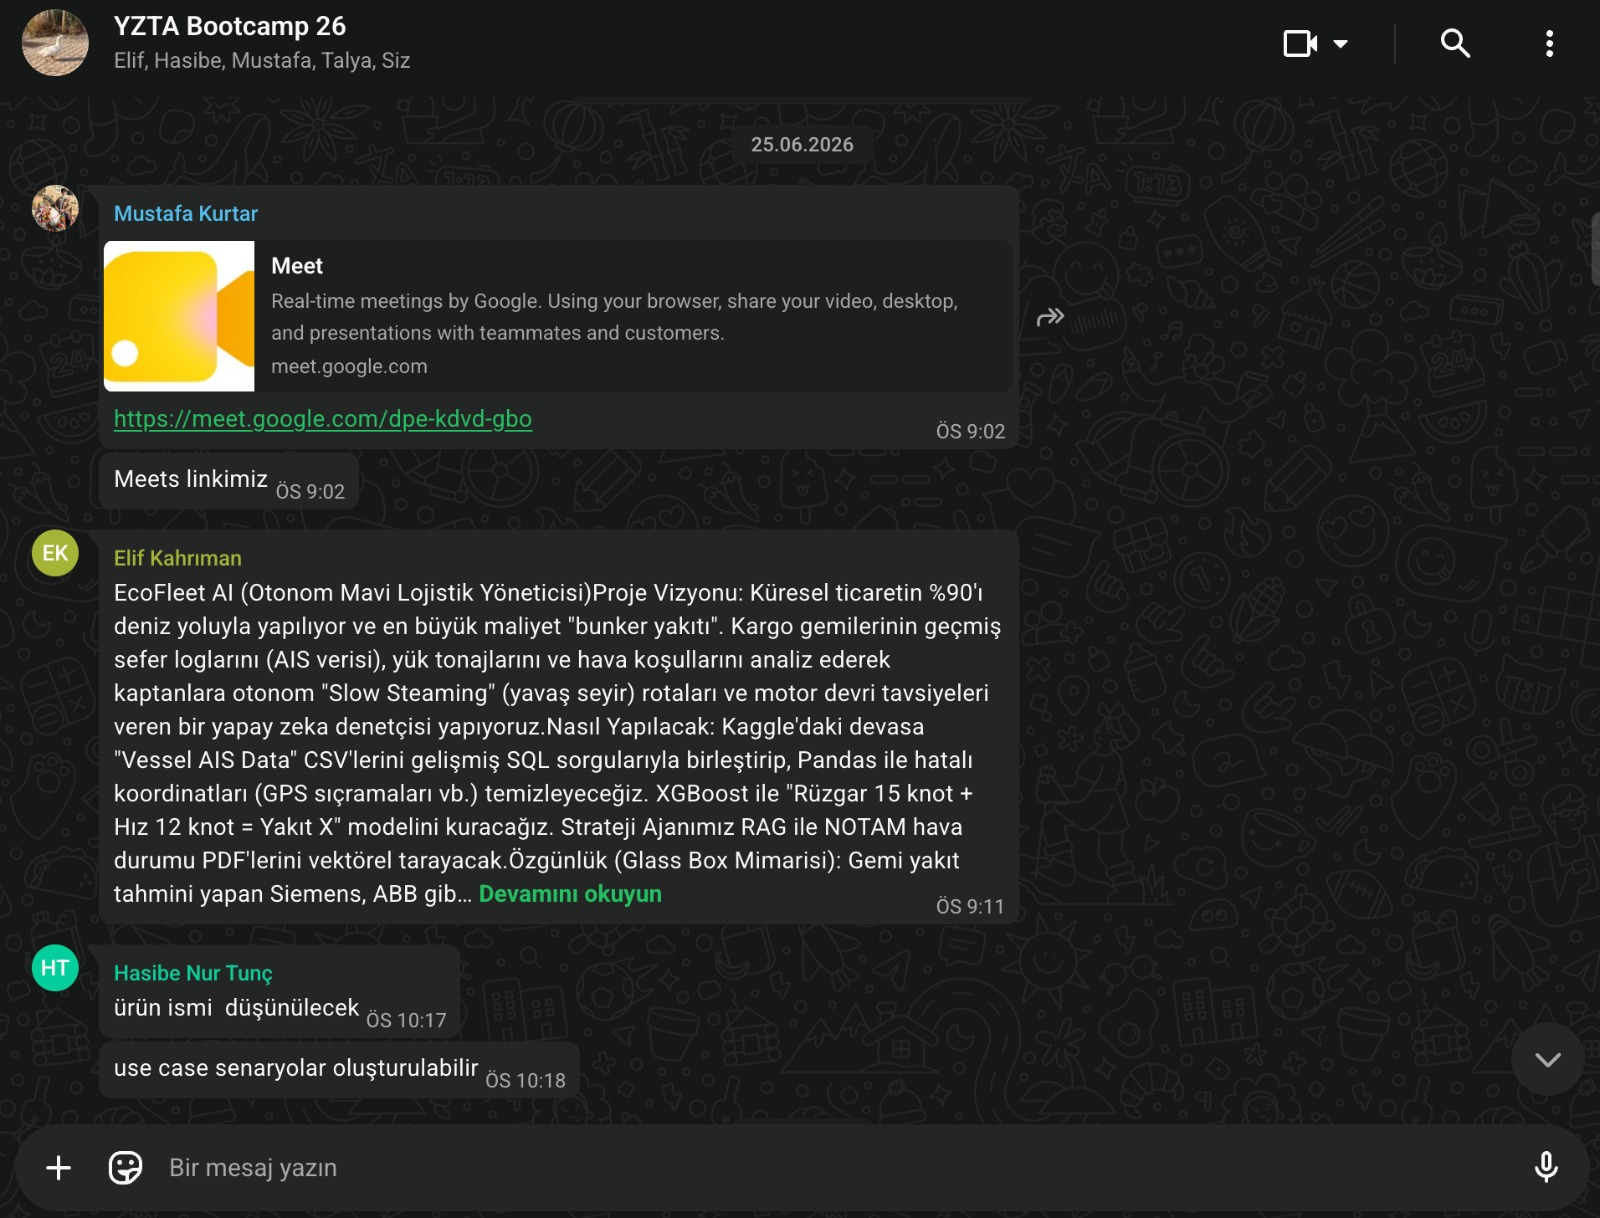 YZTA Bootcamp 26
Elif, Hasibe, Mustafa, Talya, Siz
25.06.2026
Mustafa Kurtar
Meet
Real-time meetings by Google. Using your browser, share your video, desktop,
and presentations with teammates and customers.
meet.google.com
https://meet.google.com/dpe-kdvd-gbo
ÖS 9:02
Meets linkimiz ÖS 9:02
EK
Elif Kahrıman
EcoFleet AI (Otonom Mavi Lojistik Yöneticisi)Proje Vizyonu: Küresel ticaretin %90'ı
deniz yoluyla yapılıyor ve en büyük maliyet "bunker yakıtı". Kargo gemilerinin geçmiş
sefer loglarını (AIS verisi), yük tonajlarını ve hava koşullarını analiz ederek
kaptanlara otonom "Slow Steaming" (yavaş seyir) rotaları ve motor devri tavsiyeleri
veren bir yapay zeka denetçisi yapıyoruz.Nasıl Yapılacak: Kaggle'daki devasa
"Vessel AIS Data" CSV'lerini gelişmiş SQL sorgularıyla birleştirip, Pandas ile hatalı
koordinatları (GPS sıçramaları vb.) temizleyeceğiz. XGBoost ile "Rüzgar 15 knot +
Hız 12 knot = Yakıt X" modelini kuracağız. Strateji Ajanımız RAG ile NOTAM hava
durumu PDF'lerini vektörel tarayacak.Özgünlük (Glass Box Mimarisi): Gemi yakıt
tahmini yapan Siemens, ABB gib... Devamını okuyun
ÖS 9:11
HT
Hasibe Nur Tunç
ürün ismi  düşünülecek ÖS 10:17
use case senaryolar oluşturulabilir ÖS 10:18
Bir mesaj yazın